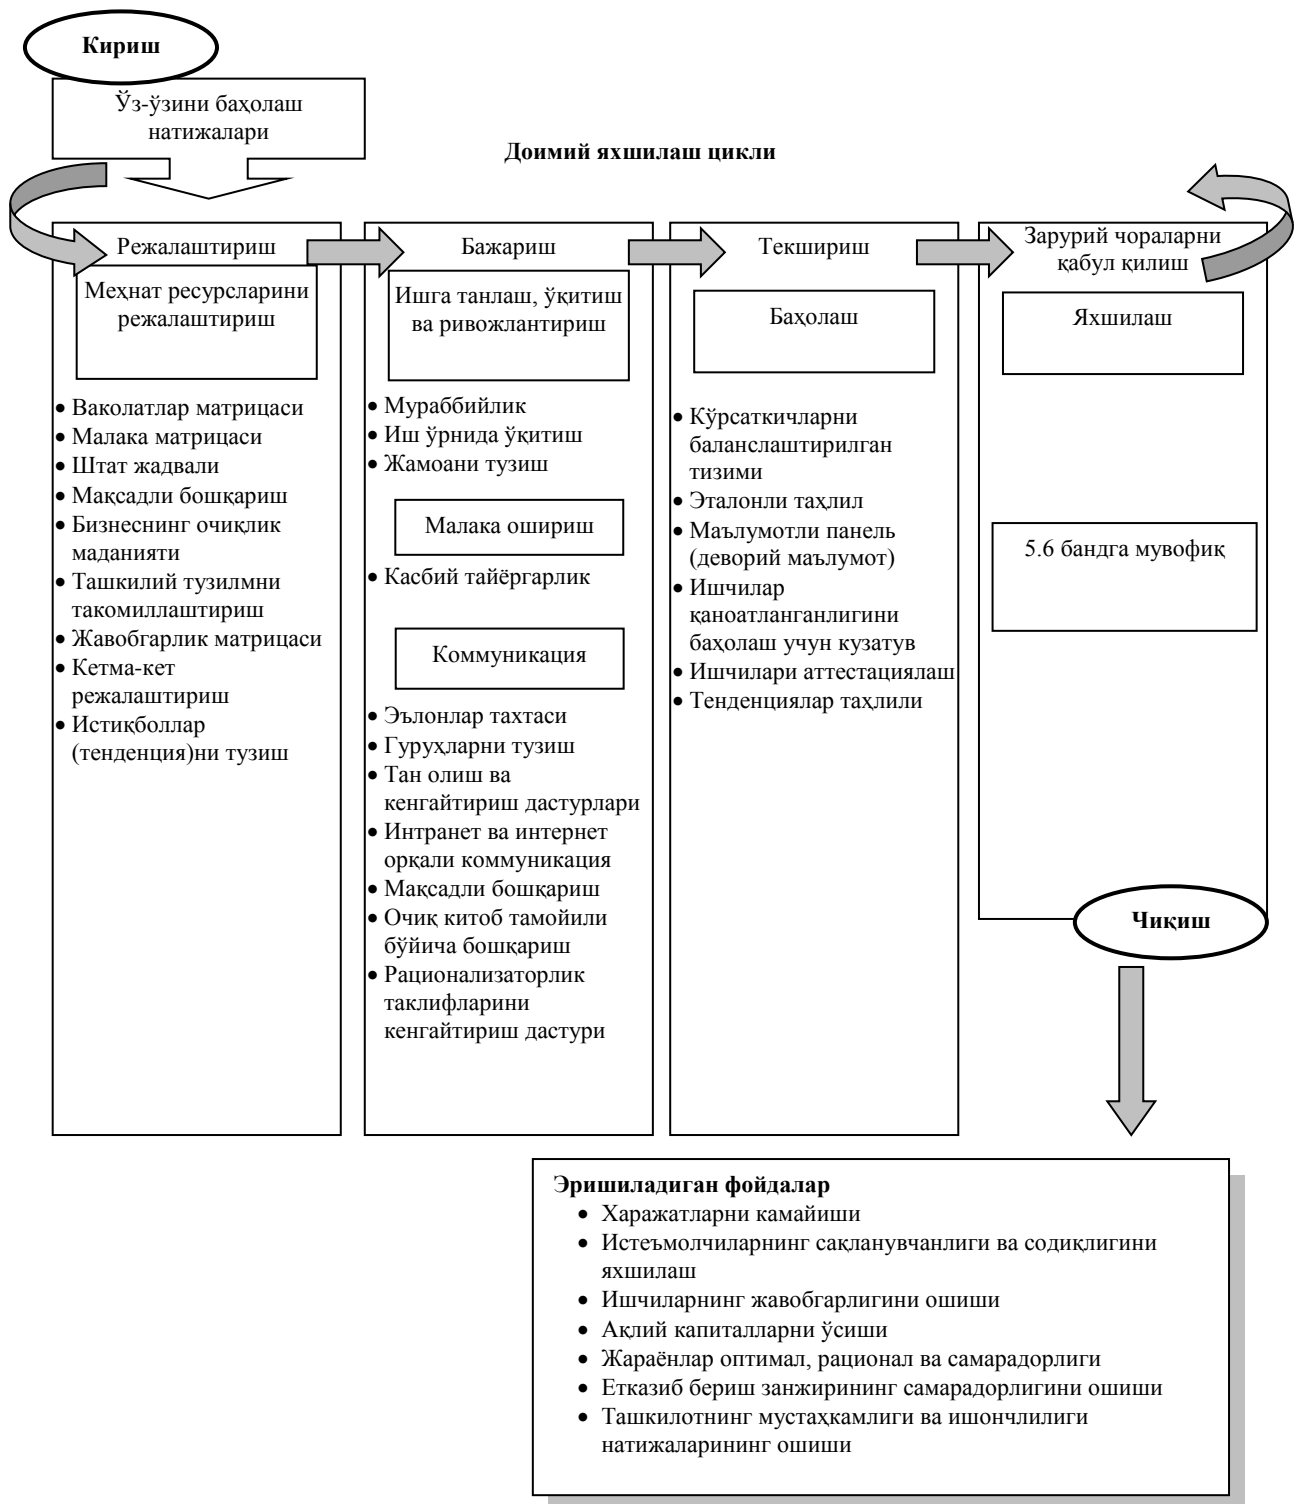 Кириш
Ўз-ўзини баҳолаш
натижалари
Доимий яхшилаш цикли
Режалаштириш
Меҳнат ресурсларини
режалаштириш
• Ваколатлар матрицаси
• Малака матрицаси
• Штат жадвали
• Мақсадли бошқариш
• Бизнеснинг очиқлик
маданияти
• Ташкилий тузилмни
такомиллаштириш
• Жавобгарлик матрицаси
• Кетма-кет
режалаштириш
• Истиқболлар
(тенденция)ни тузиш
Бажариш
Ишга танлаш, ўқитиш
ва ривожлантириш
• Мураббийлик
• Иш ўрнида ўқитиш
• Жамоани тузиш
Малака ошириш
• Касбий тайёргарлик
Коммуникация
• Эълонлар тахтаси
• Гуруҳларни тузиш
• Тан олиш ва
кенгайтириш дастурлари
• Интранет ва интернет
орқали коммуникация
• Мақсадли бошқариш
• Очиқ китоб тамойили
бўйича бошқариш
• Рационализаторлик
таклифларини
кенгайтириш дастури
Текшириш
Баҳолаш
• Кўрсаткичларни
баланслаштирилган
тизими
• Эталонли таҳлил
• Маълумотли панель
(деворий маълумот)
• Ишчилар
қаноатланганлигини
баҳолаш учун кузатув
• Ишчилари аттестациялаш
• Тенденциялар таҳлили
Зарурий чораларни
қабул қилиш
Яхшилаш
5.6 бандга мувофиқ
Чиқиш
Эришиладиган фойдалар
• Харажатларни камайиши
• Истеъмолчиларнинг сақланувчанлиги ва содиқлигини
яхшилаш
• Ишчиларнинг жавобгарлигини ошиши
• Ақлий капиталларни ўсиши
• Жараёнлар оптимал, рационал ва самарадорлиги
• Етказиб бериш занжирининг самарадорлигини ошиши
• Ташкилотнинг мустаҳкамлиги ва ишончлилиги
натижаларининг ошиши